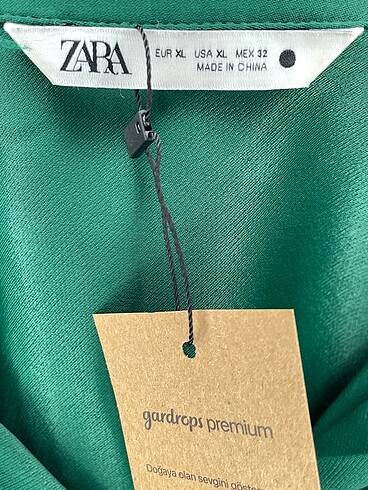 ZARA
EUR XL USA XL MEX 32
MADE IN CHINA
gardrops premium
Doğaya olan sevgini göster